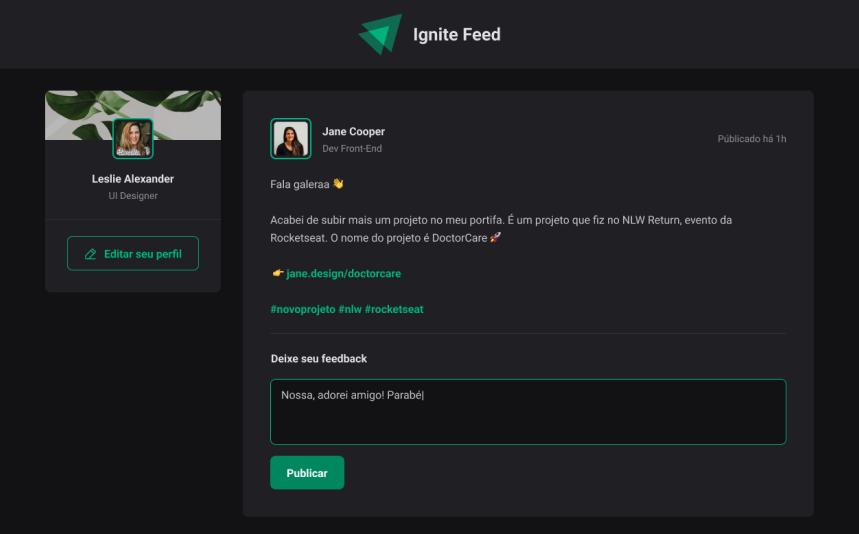 Ignite Feed
Leslie Alexander
UI Designer
Editar seu perfil
Jane Cooper
Dev Front-End
Públicado há 1h
Fala galeraa 👋
Acabei de subir mais um projeto no meu portifa. É um projeto que fiz no NLW Return, evento da
Rocketseat. O nome do projeto é DoctorCare 🚀
👉 jane.design/doctorcare
#novoprojeto #nlw #rocketseat
Deixe seu feedback
Nossa, adorei amigo! Parabé|
Publicar